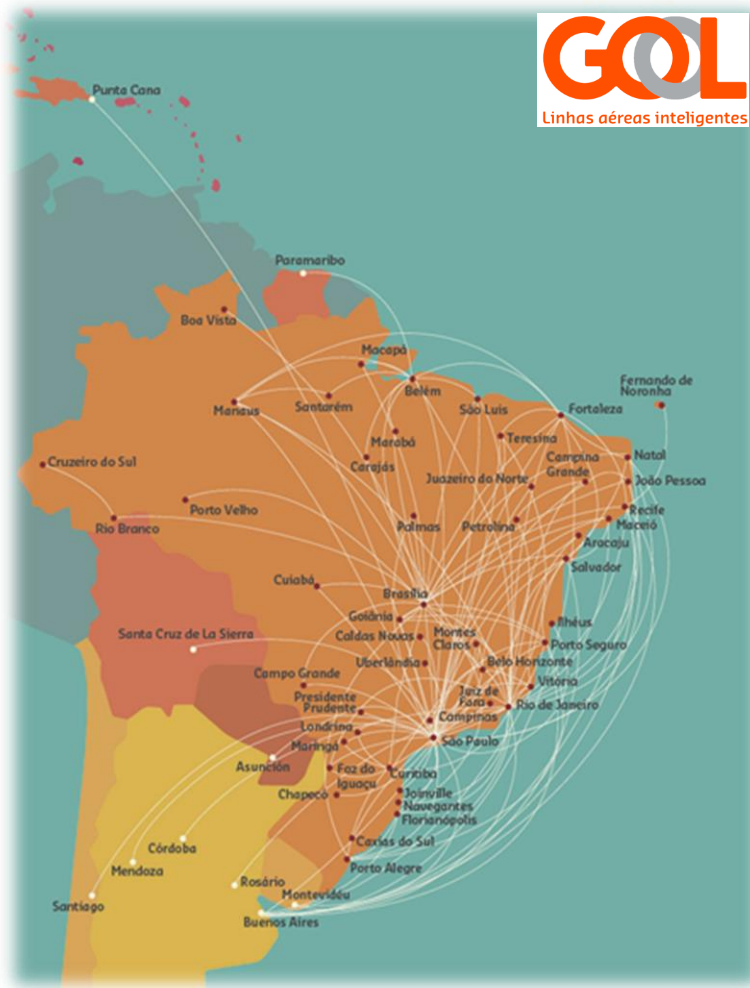 GOL
Linhas aéreas inteligentes
Punta Cana
Paramaribo
Boa Vista
Macapá
Fernando de
Noronha
Belém
Manaus
Santarém
São Luís
Fortaleza
Marabá
Teresina
Carajás
Campina
Grande
Natal
Cruzeiro do Sul
Juazeiro do Norte
João Pessoa
Porto Velho
Recife
Rio Branco
Palmas
Petrolina
Maceió
Aracaju
Salvador
Cuiabá
Brasília
Goiânia
Ilhéus
Santa Cruz de La Sierra
Caldas Novas
Montes
Claros
Porto Seguro
Uberlândia
Belo Horizonte
Campo Grande
Vitória
Presidente
Prudente
Juiz de
Fora
Rio de Janeiro
Campinas
Londrina
São Paulo
Maringá
Asunción
Foz do
Iguaçu
Curitiba
Chapecó
Joinville
Navegantes
Florianópolis
Caxias do Sul
Córdoba
Porto Alegre
Mendoza
Rosário
Montevidéu
Santiago
Buenos Aires